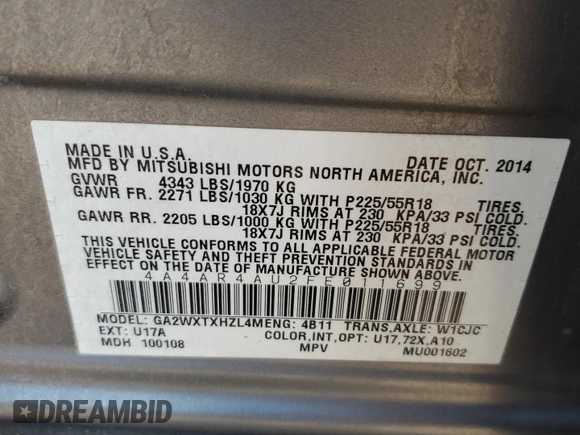 MADE IN U.S.A. DATE OCT. 2014
MFD BY MITSUBISHI MOTORS NORTH AMERICA, INC.
GVWR 4343 LBS/1970 KG
GAWR FR. 2271 LBS/1030 KG WITH P225/55R18 TIRES,
18X7J RIMS AT 230 KPA/33 PSI COLD.
GAWR RR. 2205 LBS/1000 KG WITH P225/55R18 TIRES,
18X7J RIMS AT 230 KPA/33 PSI COLD.
THIS VEHICLE CONFORMS TO ALL APPLICABLE FEDERAL MOTOR
VEHICLE SAFETY AND THEFT PREVENTION STANDARDS IN EFFECT
ON THE DATE OF MANUFACTURE SHOWN ABOVE.
4A4AR4AU2FE011699
MODEL: GA2WXTXHZL4MENG: 4B11 TRANS,AXLE: W1CJC
EXT: U17A COLOR,INT,OPT: U17,72X,A10
MDH 100108 MPV MU001602
DREAMBID